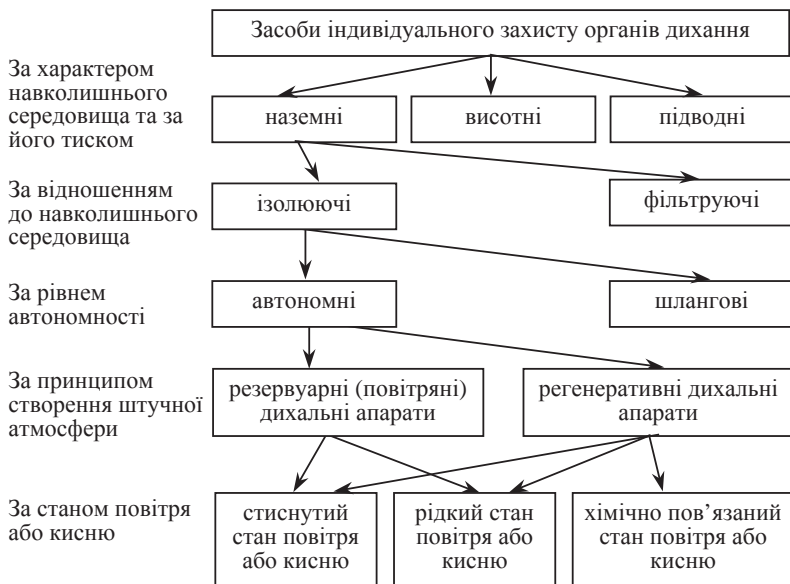 Засоби індивідуального захисту органів дихання
За характером
навколишнього
середовища та за
його тиском
наземні
висотні
підводні
За відношенням
до навколишнього
середовища
ізолюючі
фільтруючі
За рівнем
автономності
автономні
шлангові
За принципом
створення штучної
атмосфери
резервуарні (повітряні)
дихальні апарати
регенеративні дихальні
апарати
За станом повітря
або кисню
стиснутий
стан повітря
або кисню
рідкий стан
повітря або
кисню
хімічно пов’язаний
стан повітря або
кисню